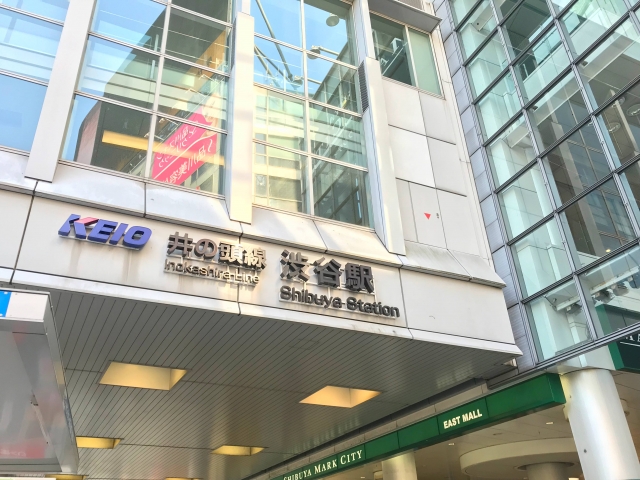 KEIO 井の頭線 渋谷駅
Inokashira Line Shibuya Station
EAST MALL
SHIBUYA MARK CITY